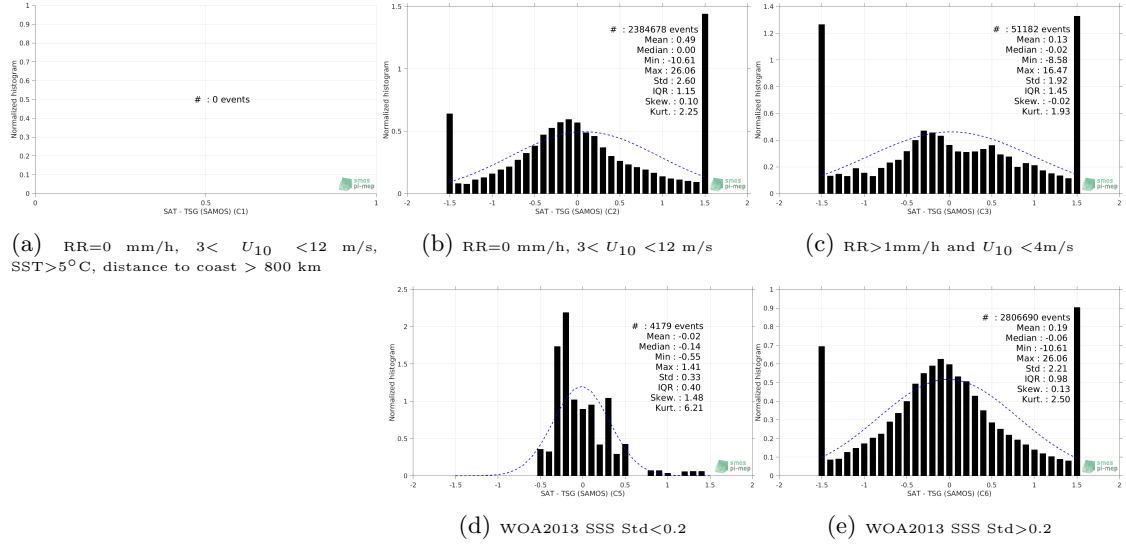 1
0.9
0.8
0.7
0.6
0.5
0.4
0.3
0.2
0.1
0
0 0.5 1
Normalized histogram
# : 0 events
smos
pi-mep
SAT - TSG (SAMOS) (C1)
(a) RR=0 mm/h, 3< U10 <12 m/s,
SST>5°C, distance to coast > 800 km
1.5
1
0.5
0
-2 -1.5 -1 -0.5 0 0.5 1 1.5 2
Normalized histogram
# : 2384678 events
Mean : 0.49
Median : 0.00
Min : -10.61
Max : 26.06
Std : 2.60
IQR : 1.15
Skew. : 0.10
Kurt. : 2.25
smos
pi-mep
SAT - TSG (SAMOS) (C2)
(b) RR=0 mm/h, 3< U10 <12 m/s
1.4
1.2
1
0.8
0.6
0.4
0.2
0
-2 -1.5 -1 -0.5 0 0.5 1 1.5 2
Normalized histogram
# : 51182 events
Mean : 0.13
Median : -0.02
Min : -8.58
Max : 16.47
Std : 1.92
IQR : 1.45
Skew. : -0.02
Kurt. : 1.93
smos
pi-mep
SAT - TSG (SAMOS) (C3)
(c) RR>1mm/h and U10 <4m/s
2.5
2
1.5
1
0.5
0
-2 -1.5 -1 -0.5 0 0.5 1 1.5 2
Normalized histogram
# : 4179 events
Mean : -0.02
Median : -0.14
Min : -0.55
Max : 1.41
Std : 0.33
IQR : 0.40
Skew. : 1.48
Kurt. : 6.21
smos
pi-mep
SAT - TSG (SAMOS) (C5)
(d) WOA2013 SSS Std<0.2
1
0.9
0.8
0.7
0.6
0.5
0.4
0.3
0.2
0.1
0
-2 -1.5 -1 -0.5 0 0.5 1 1.5 2
Normalized histogram
# : 2806690 events
Mean : 0.19
Median : -0.06
Min : -10.61
Max : 26.06
Std : 2.21
IQR : 0.98
Skew. : 0.13
Kurt. : 2.50
smos
pi-mep
SAT - TSG (SAMOS) (C6)
(e) WOA2013 SSS Std>0.2